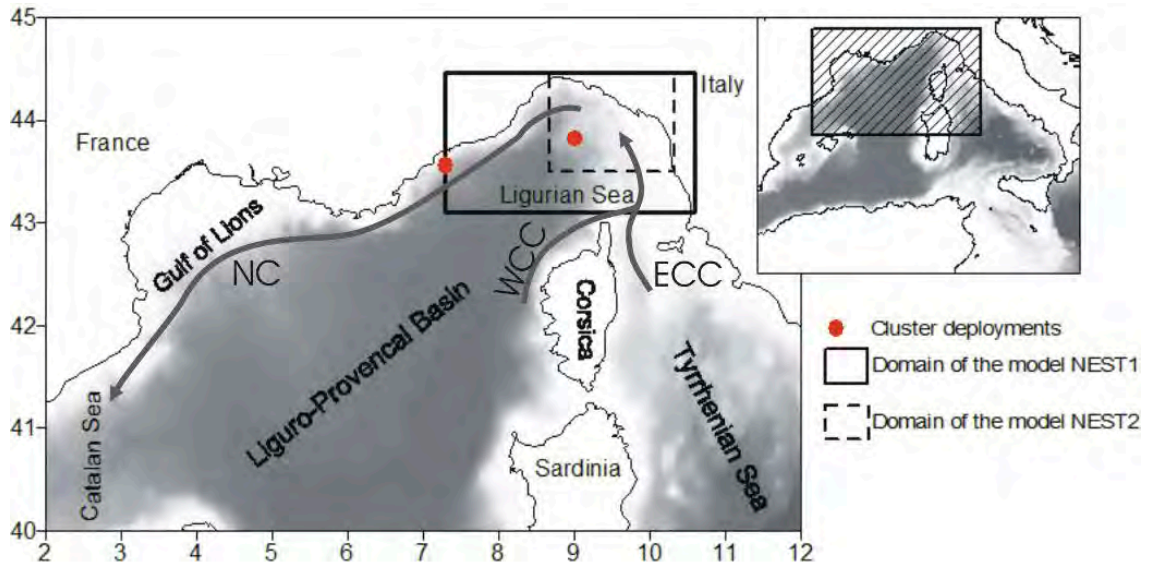 45
44
43
42
41
40
2
3
4
5
6
7
8
9
10
11
12
France
Italy
Ligurian Sea
Gulf of Lions
NC
WCC
ECC
Corsica
Liguro-Provencal Basin
Tyrrhenian Sea
Catalan Sea
Sardinia
Cluster deployments
Domain of the model NEST1
Domain of the model NEST2